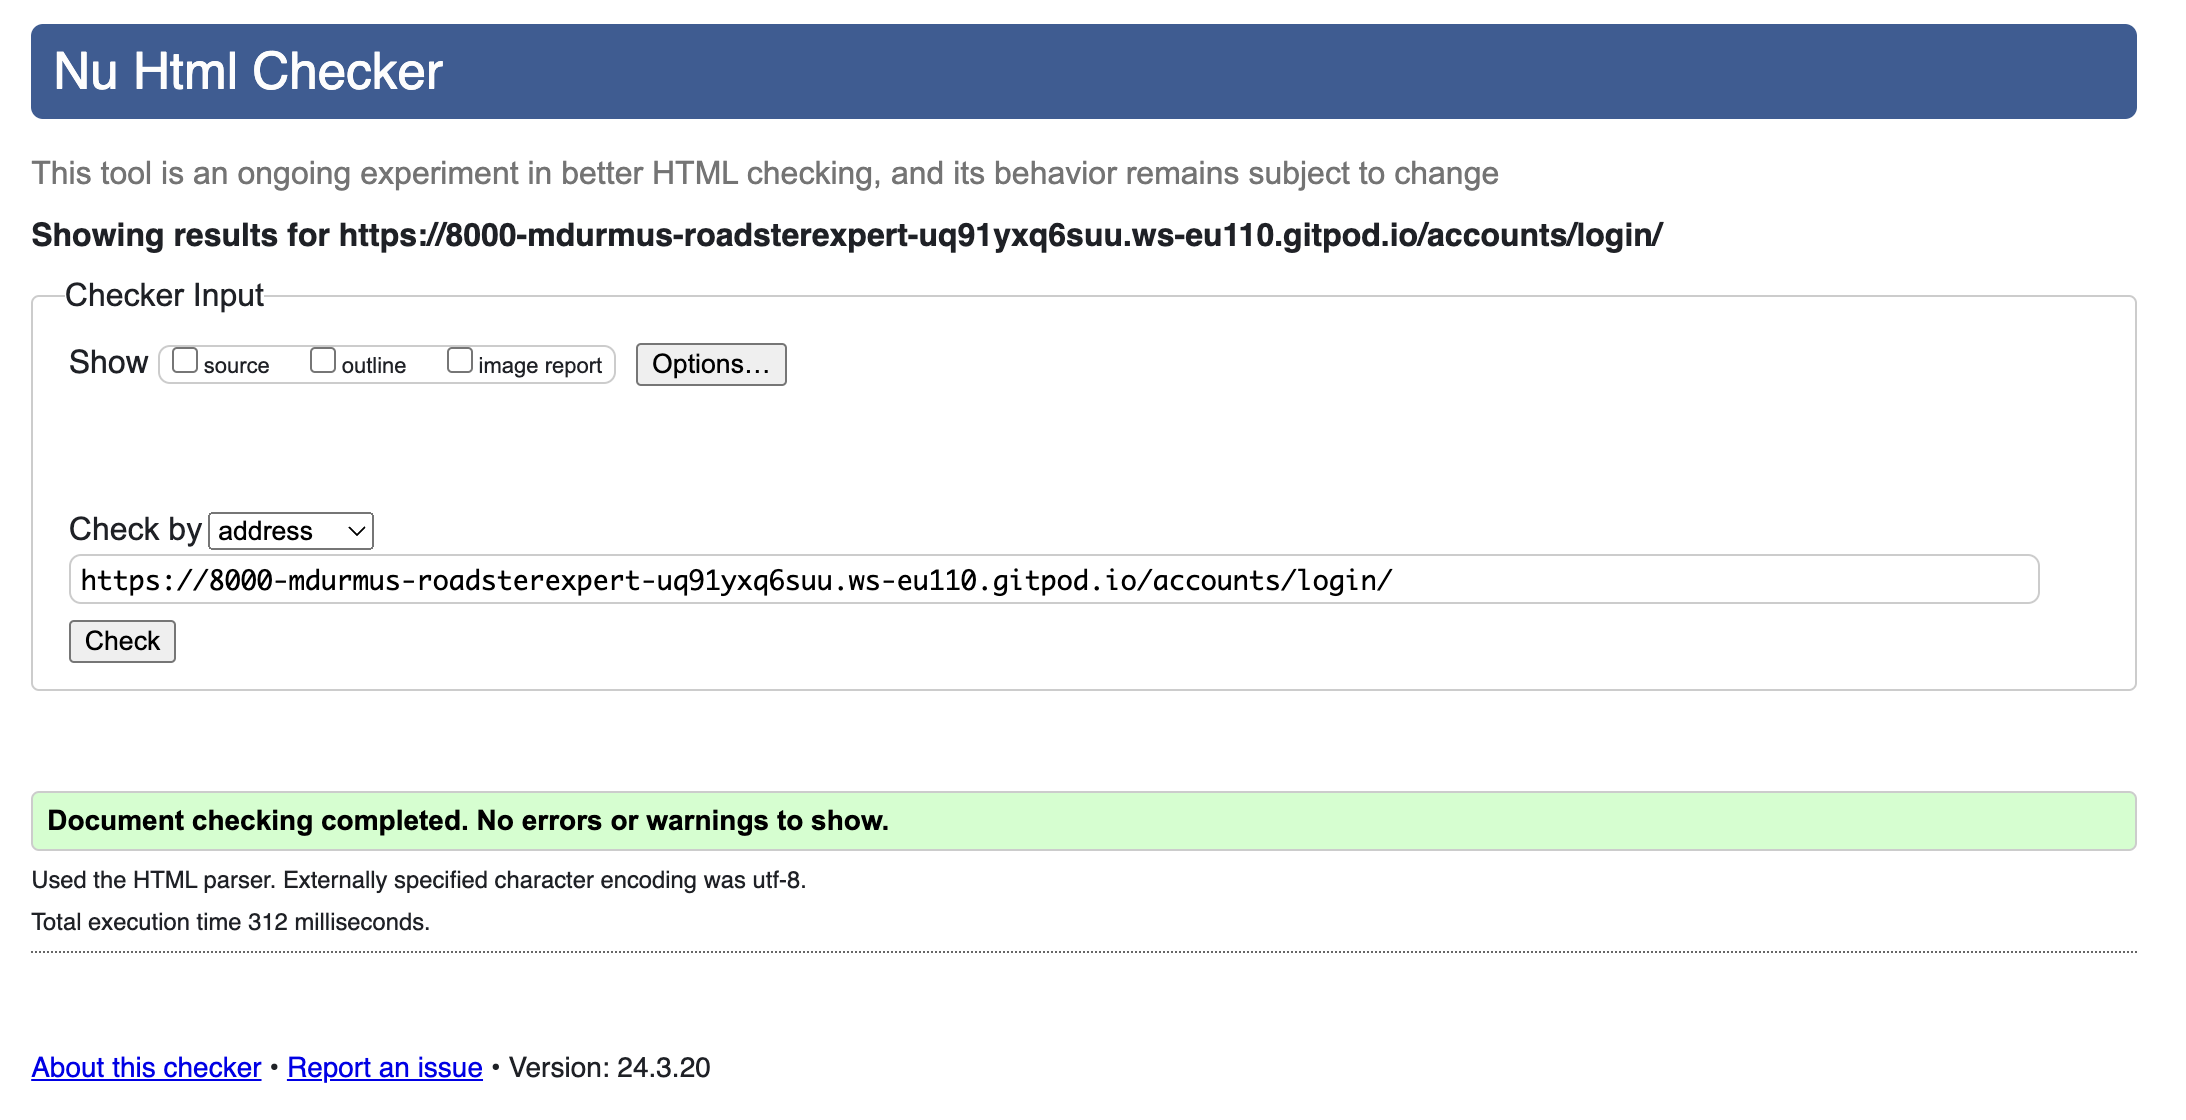 Nu Html Checker
This tool is an ongoing experiment in better HTML checking, and its behavior remains subject to change
Showing results for https://8000-mdurmus-roadsterexpert-uq91yxq6suu.ws-eu110.gitpod.io/accounts/login/
Checker Input
Show source outline image report Options…
Check by address
https://8000-mdurmus-roadsterexpert-uq91yxq6suu.ws-eu110.gitpod.io/accounts/login/
Check
Document checking completed. No errors or warnings to show.
Used the HTML parser. Externally specified character encoding was utf-8.
Total execution time 312 milliseconds.
About this checker • Report an issue • Version: 24.3.20